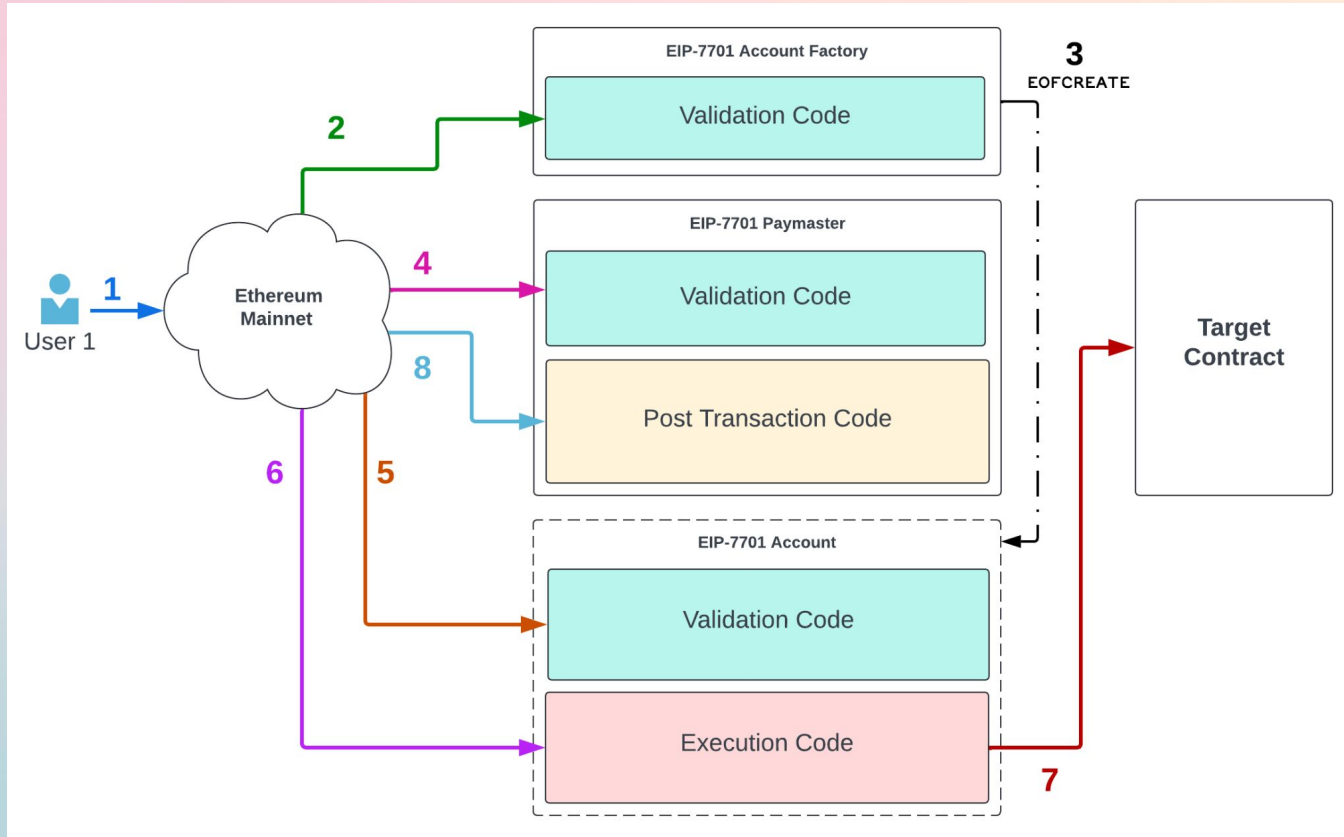 EIP-7701 Account Factory
Validation Code
3
EOFCREATE
2
EIP-7701 Paymaster
Validation Code
Post Transaction Code
4
8
1
User 1
Ethereum
Mainnet
Target
Contract
6
5
EIP-7701 Account
Validation Code
Execution Code
7